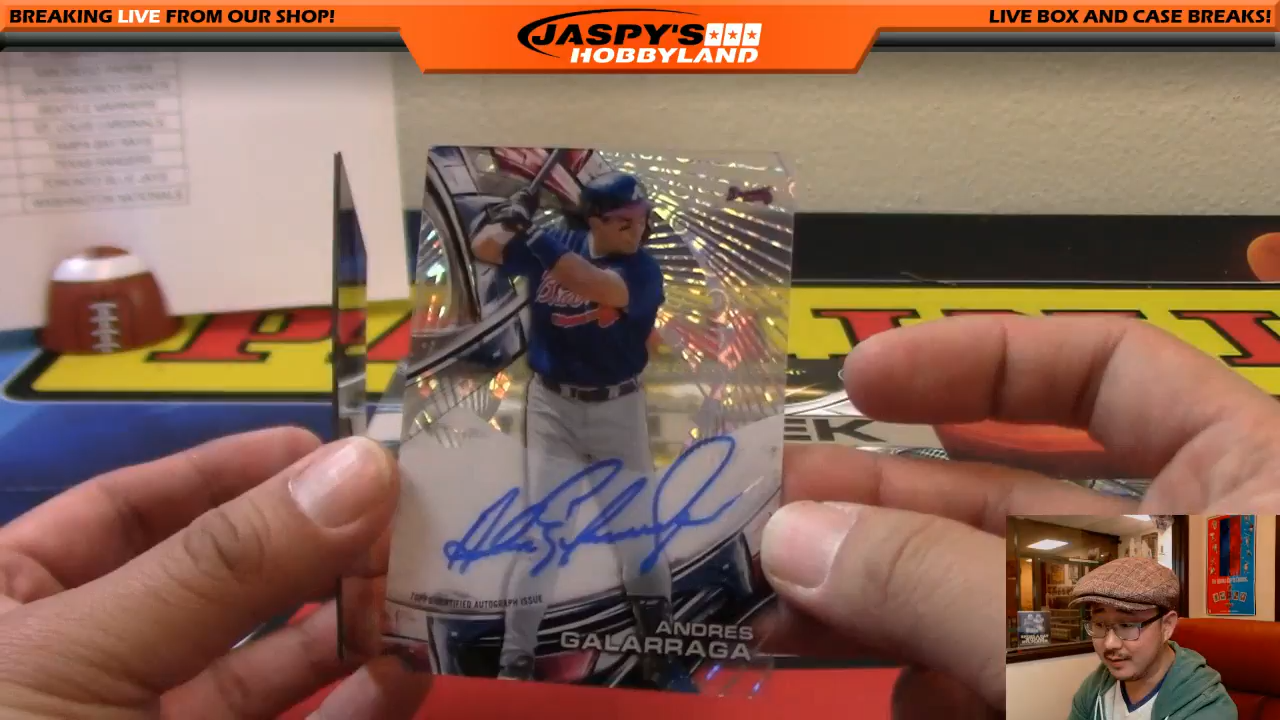 BREAKING LIVE FROM OUR SHOP!
JASPY'S
HOBBYLAND
LIVE BOX AND CASE BREAKS!
SAN FRANCISCO GIANTS
SEATTLE MARINERS
ST. LOUIS CARDINALS
TAMPA BAY RAYS
TEXAS RANGERS
TORONTO BLUE JAYS
WASHINGTON NATIONALS
Braves
TOPPS CERTIFIED AUTOGRAPH ISSUE
ANDRES
GALARRAGA